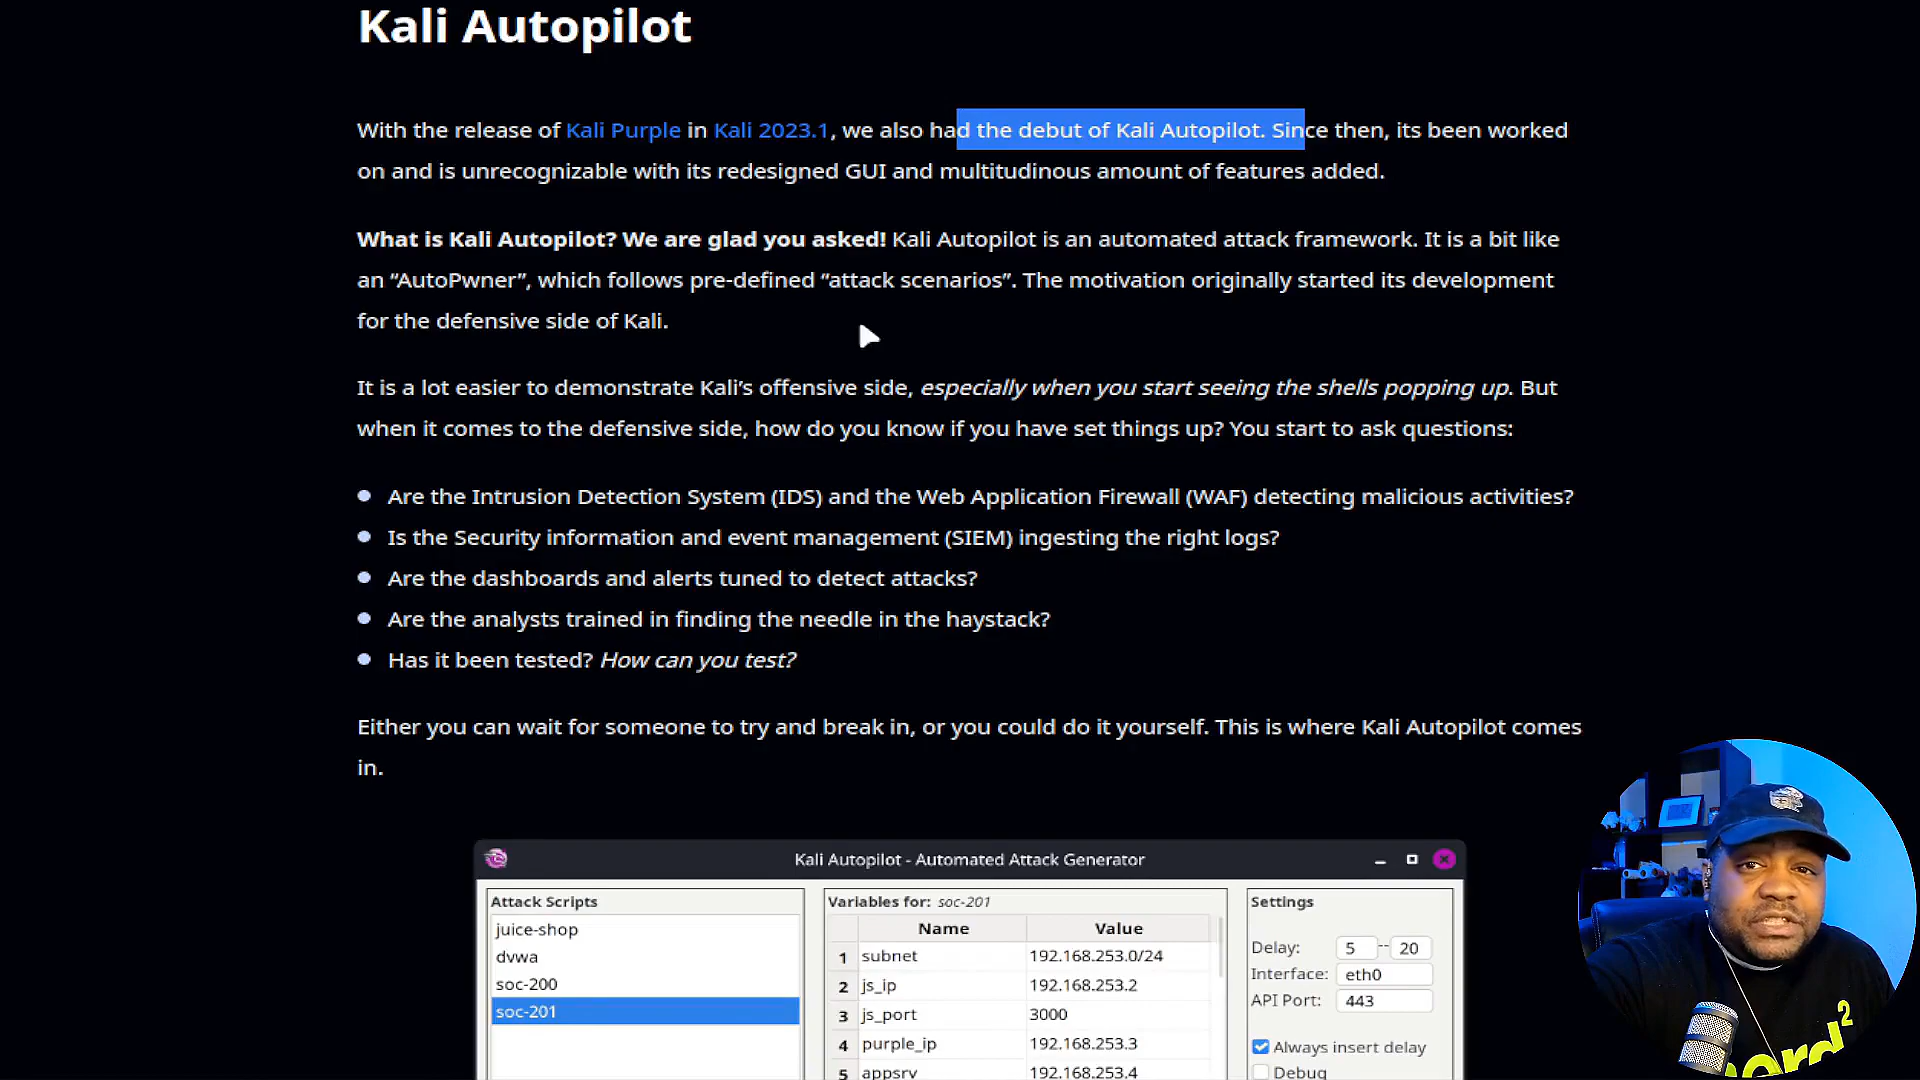 Kali Autopilot
With the release of Kali Purple in Kali 2023.1, we also had the debut of Kali Autopilot. Since then, its been worked
on and is unrecognizable with its redesigned GUI and multitudinous amount of features added.
What is Kali Autopilot? We are glad you asked! Kali Autopilot is an automated attack framework. It is a bit like
an “AutoPwner”, which follows pre-defined “attack scenarios”. The motivation originally started its development
for the defensive side of Kali.
It is a lot easier to demonstrate Kali’s offensive side, especially when you start seeing the shells popping up. But
when it comes to the defensive side, how do you know if you have set things up? You start to ask questions:
Are the Intrusion Detection System (IDS) and the Web Application Firewall (WAF) detecting malicious activities?
Is the Security information and event management (SIEM) ingesting the right logs?
Are the dashboards and alerts tuned to detect attacks?
Are the analysts trained in finding the needle in the haystack?
Has it been tested? How can you test?
Either you can wait for someone to try and break in, or you could do it yourself. This is where Kali Autopilot comes
in.
Kali Autopilot - Automated Attack Generator
Attack Scripts
juice-shop
dvwa
soc-200
soc-201
Variables for: soc-201
Name Value
1 subnet 192.168.253.0/24
2 js_ip 192.168.253.2
3 js_port 3000
4 purple_ip 192.168.253.3
5 appsrv 192.168.253.4
Settings
Delay: 5 -- 20
Interface: eth0
API Port: 443
Always insert delay
Debug